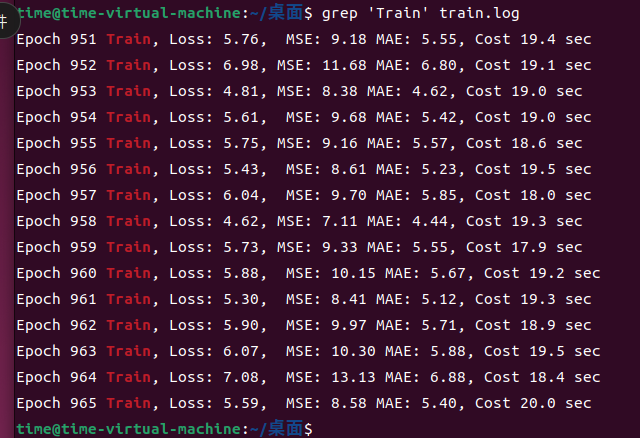 time@time-virtual-machine:~/桌面$ grep 'Train' train.log
Epoch 951 Train, Loss: 5.76,  MSE: 9.18 MAE: 5.55, Cost 19.4 sec
Epoch 952 Train, Loss: 6.98, MSE: 11.68 MAE: 6.80, Cost 19.1 sec
Epoch 953 Train, Loss: 4.81, MSE: 8.38 MAE: 4.62, Cost 19.0 sec
Epoch 954 Train, Loss: 5.61,  MSE: 9.68 MAE: 5.42, Cost 19.0 sec
Epoch 955 Train, Loss: 5.75, MSE: 9.16 MAE: 5.57, Cost 18.6 sec
Epoch 956 Train, Loss: 5.43,  MSE: 8.61 MAE: 5.23, Cost 19.5 sec
Epoch 957 Train, Loss: 6.04,  MSE: 9.70 MAE: 5.85, Cost 18.0 sec
Epoch 958 Train, Loss: 4.62, MSE: 7.11 MAE: 4.44, Cost 19.3 sec
Epoch 959 Train, Loss: 5.73, MSE: 9.33 MAE: 5.55, Cost 17.9 sec
Epoch 960 Train, Loss: 5.88,  MSE: 10.15 MAE: 5.67, Cost 19.2 sec
Epoch 961 Train, Loss: 5.30,  MSE: 8.41 MAE: 5.12, Cost 19.3 sec
Epoch 962 Train, Loss: 5.90,  MSE: 9.97 MAE: 5.71, Cost 18.9 sec
Epoch 963 Train, Loss: 6.07,  MSE: 10.30 MAE: 5.88, Cost 19.5 sec
Epoch 964 Train, Loss: 7.08,  MSE: 13.13 MAE: 6.88, Cost 18.4 sec
Epoch 965 Train, Loss: 5.59,  MSE: 8.58 MAE: 5.40, Cost 20.0 sec
time@time-virtual-machine:~/桌面$